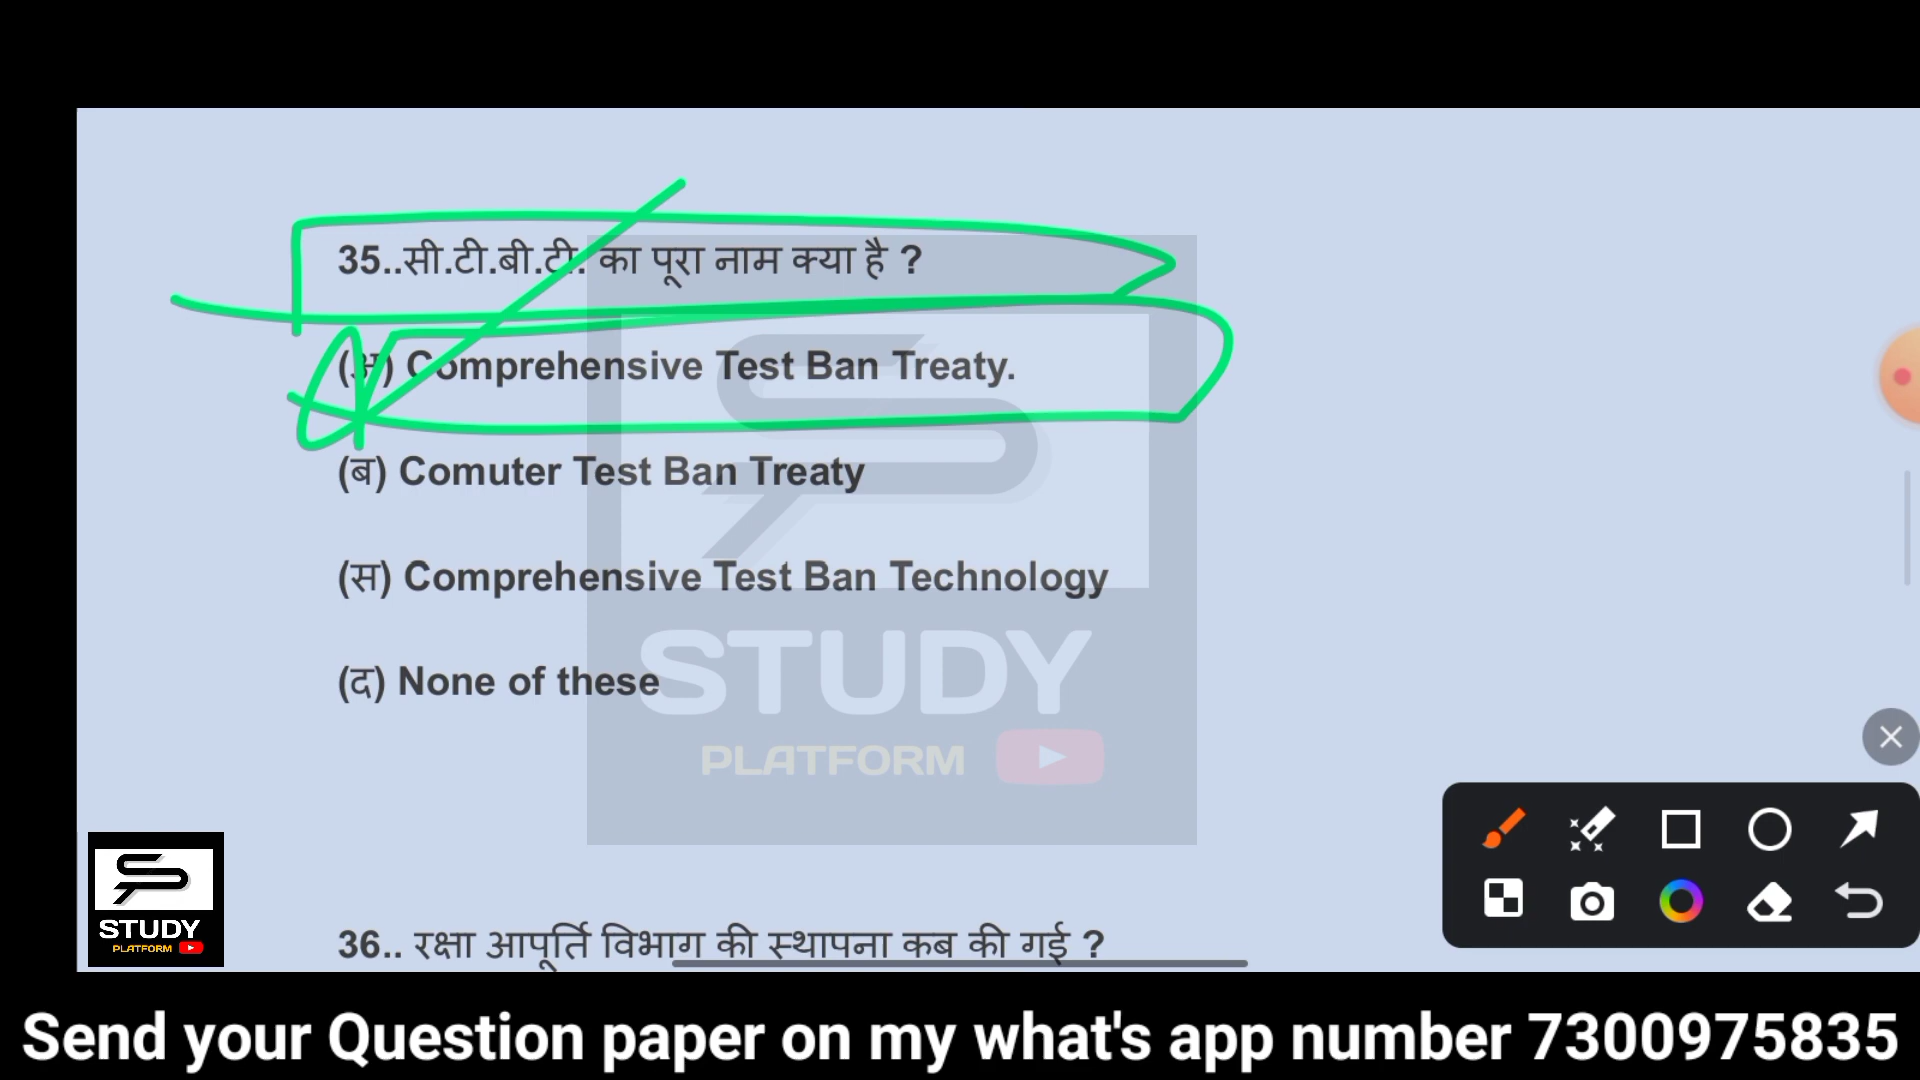 35..सी.टी.बी.टी. का पूरा नाम क्या है ?
(अ) Comprehensive Test Ban Treaty.
(ब) Comuter Test Ban Treaty
(स) Comprehensive Test Ban Technology
(द) None of these
STUDY
PLATFORM
STUDY
PLATFORM
36.. रक्षा आपूर्ति विभाग की स्थापना कब की गई ?
Send your Question paper on my what's app number 7300975835